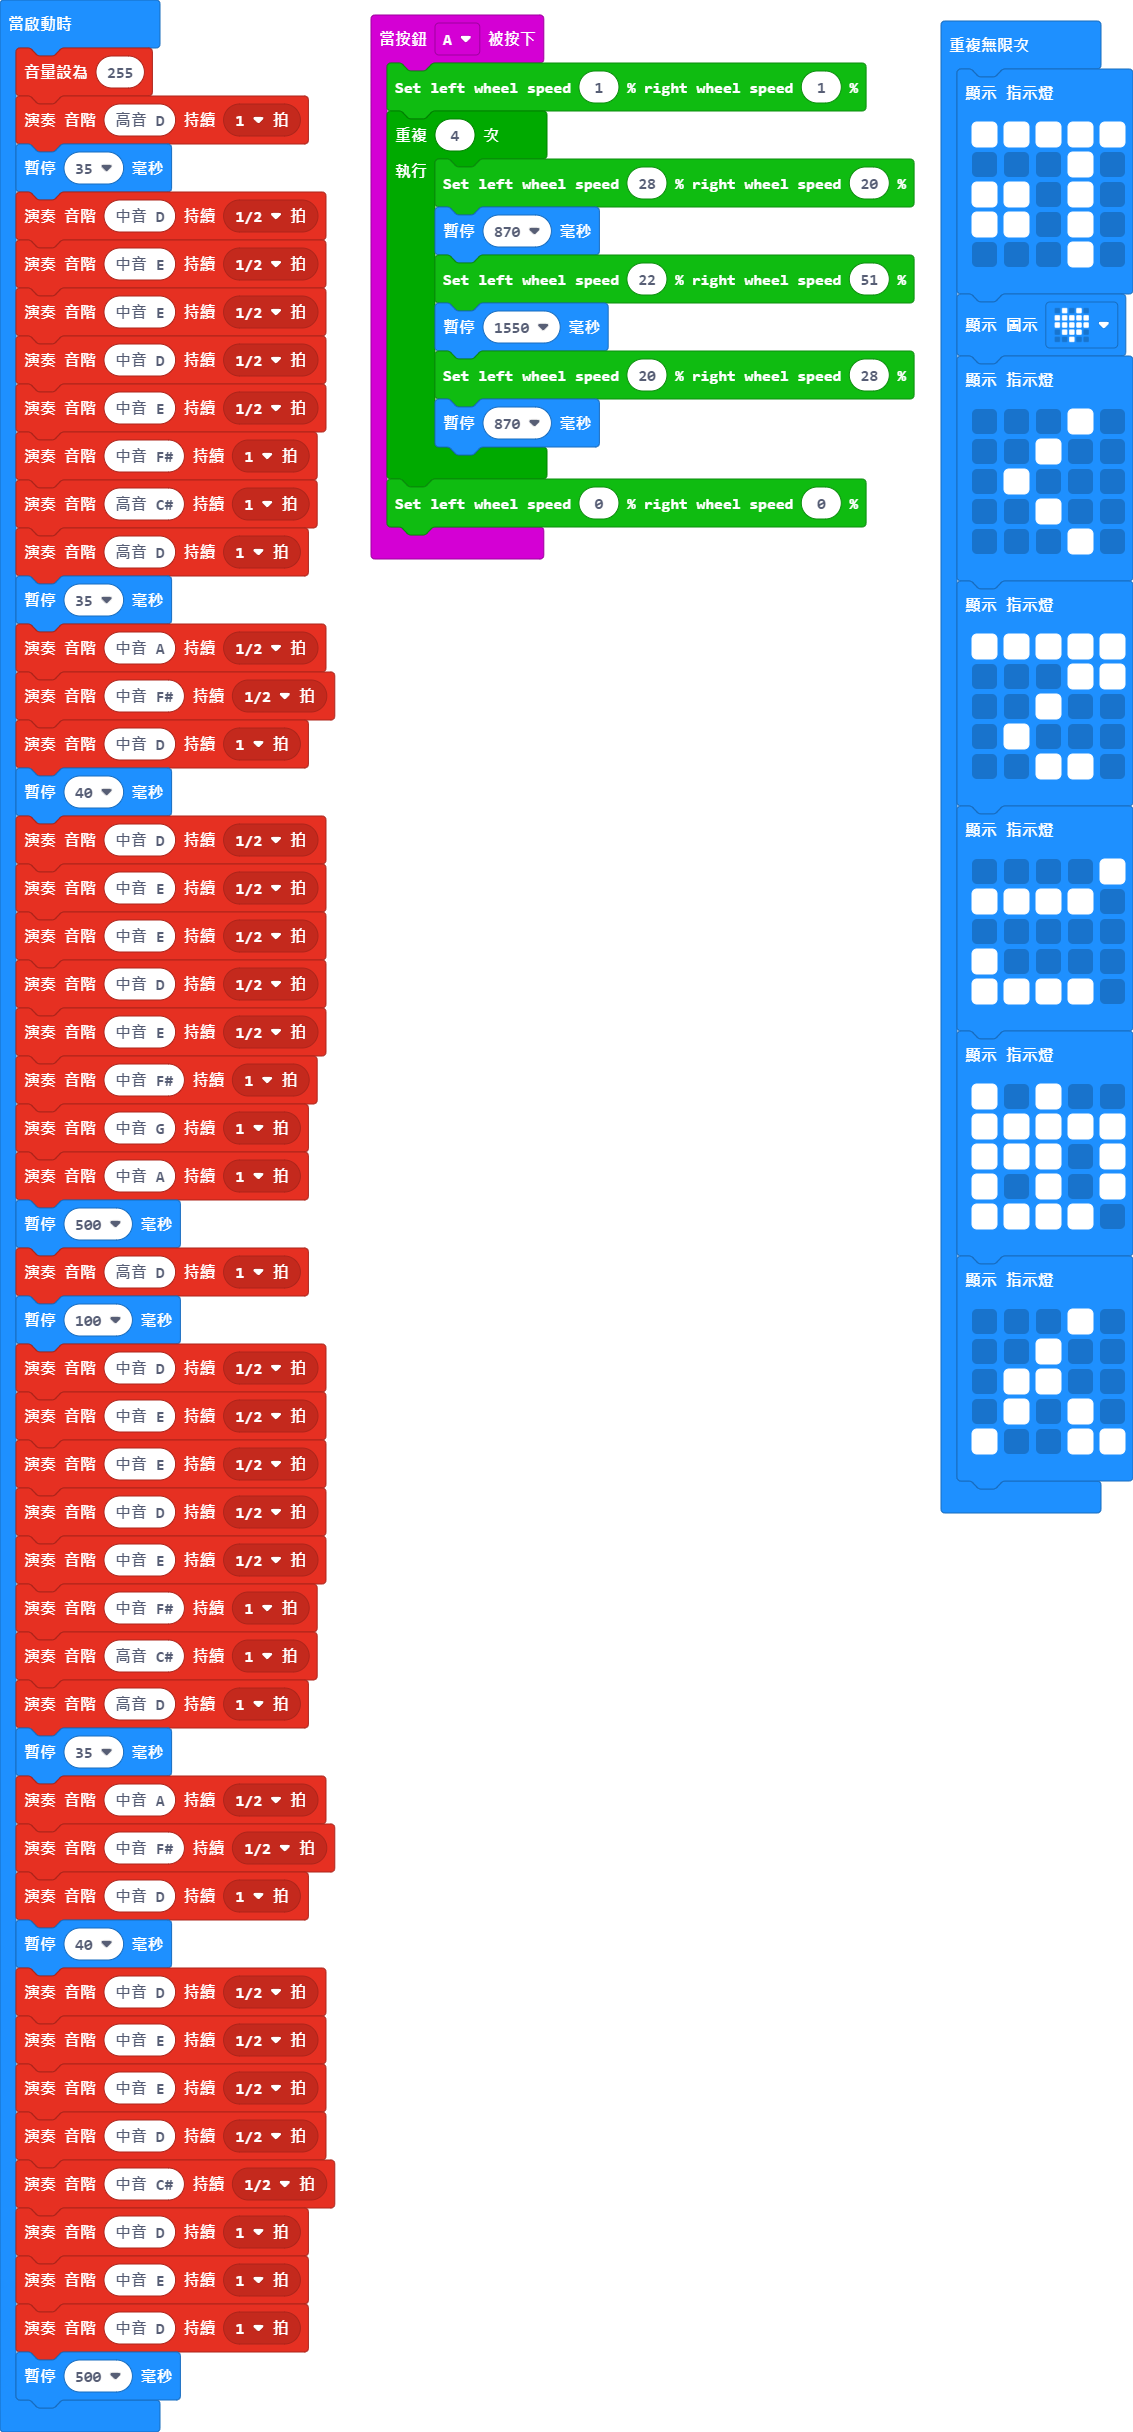 當啟動時
音量設為 255
演奏 音階 高音 D 持續 1 拍
暫停 35 毫秒
演奏 音階 中音 D 持續 1/2 拍
演奏 音階 中音 E 持續 1/2 拍
演奏 音階 中音 E 持續 1/2 拍
演奏 音階 中音 D 持續 1/2 拍
演奏 音階 中音 E 持續 1/2 拍
演奏 音階 中音 F# 持續 1 拍
演奏 音階 高音 C# 持續 1 拍
演奏 音階 高音 D 持續 1 拍
暫停 35 毫秒
演奏 音階 中音 A 持續 1/2 拍
演奏 音階 中音 F# 持續 1/2 拍
演奏 音階 中音 D 持續 1 拍
暫停 40 毫秒
演奏 音階 中音 D 持續 1/2 拍
演奏 音階 中音 E 持續 1/2 拍
演奏 音階 中音 E 持續 1/2 拍
演奏 音階 中音 D 持續 1/2 拍
演奏 音階 中音 E 持續 1/2 拍
演奏 音階 中音 F# 持續 1 拍
演奏 音階 中音 G 持續 1 拍
演奏 音階 中音 A 持續 1 拍
暫停 500 毫秒
演奏 音階 高音 D 持續 1 拍
暫停 100 毫秒
演奏 音階 中音 D 持續 1/2 拍
演奏 音階 中音 E 持續 1/2 拍
演奏 音階 中音 E 持續 1/2 拍
演奏 音階 中音 D 持續 1/2 拍
演奏 音階 中音 E 持續 1/2 拍
演奏 音階 中音 F# 持續 1 拍
演奏 音階 高音 C# 持續 1 拍
演奏 音階 高音 D 持續 1 拍
暫停 35 毫秒
演奏 音階 中音 A 持續 1/2 拍
演奏 音階 中音 F# 持續 1/2 拍
演奏 音階 中音 D 持續 1 拍
暫停 40 毫秒
演奏 音階 中音 D 持續 1/2 拍
演奏 音階 中音 E 持續 1/2 拍
演奏 音階 中音 E 持續 1/2 拍
演奏 音階 中音 D 持續 1/2 拍
演奏 音階 中音 C# 持續 1/2 拍
演奏 音階 中音 D 持續 1 拍
演奏 音階 中音 E 持續 1 拍
演奏 音階 中音 D 持續 1 拍
暫停 500 毫秒
當按鈕 A 被按下
Set left wheel speed 1 % right wheel speed 1 %
重複 4 次
執行
Set left wheel speed 28 % right wheel speed 20 %
暫停 870 毫秒
Set left wheel speed 22 % right wheel speed 51 %
暫停 1550 毫秒
Set left wheel speed 20 % right wheel speed 28 %
暫停 870 毫秒
Set left wheel speed 0 % right wheel speed 0 %
重複無限次
顯示 指示燈
顯示 圖示
顯示 指示燈
顯示 指示燈
顯示 指示燈
顯示 指示燈
顯示 指示燈